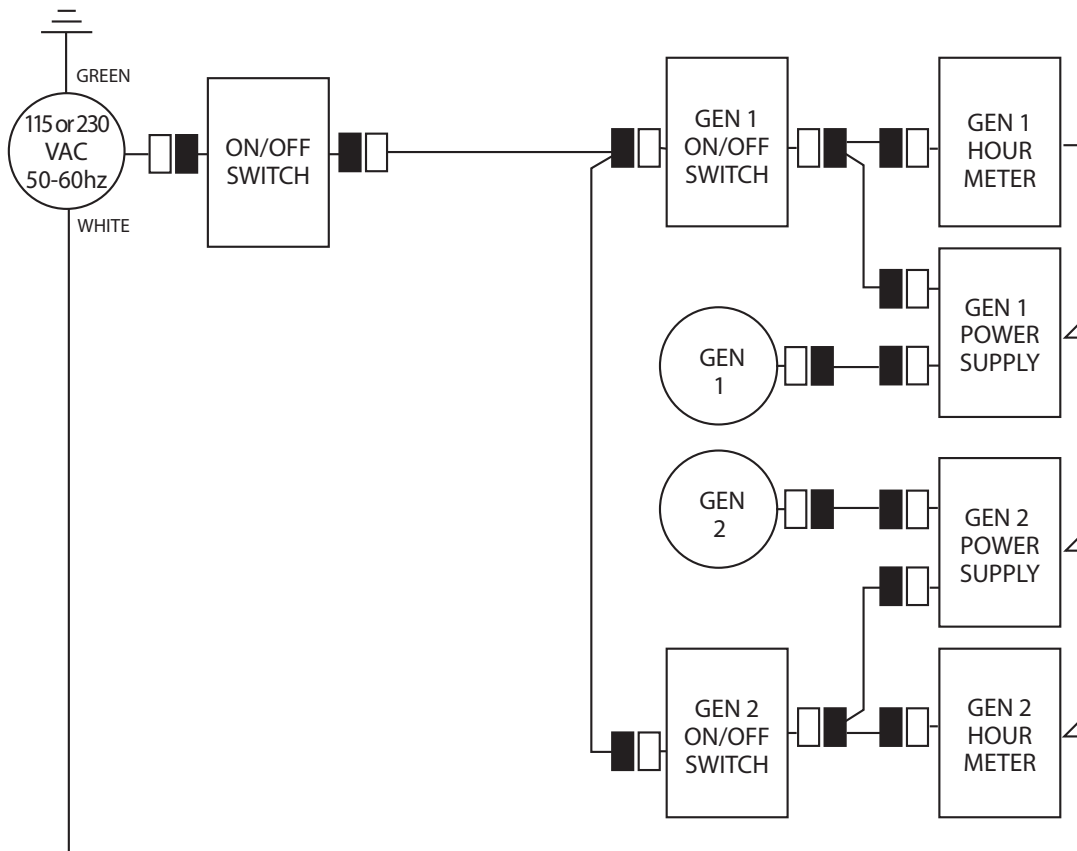 GREEN
115 or 230
VAC
50-60hz
WHITE
ON/OFF
SWITCH
GEN 1
ON/OFF
SWITCH
GEN 1
HOUR
METER
GEN 1
POWER
SUPPLY
GEN
1
GEN
2
GEN 2
POWER
SUPPLY
GEN 2
ON/OFF
SWITCH
GEN 2
HOUR
METER